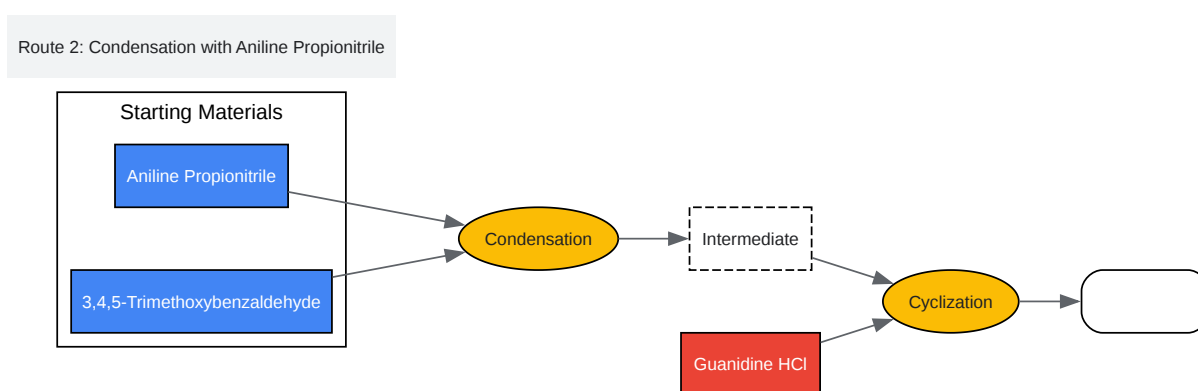 Route 2: Condensation with Aniline Propionitrile
Starting Materials
Aniline Propionitrile
3,4,5-Trimethoxybenzaldehyde
Condensation
Intermediate
Guanidine HCl
Cyclization